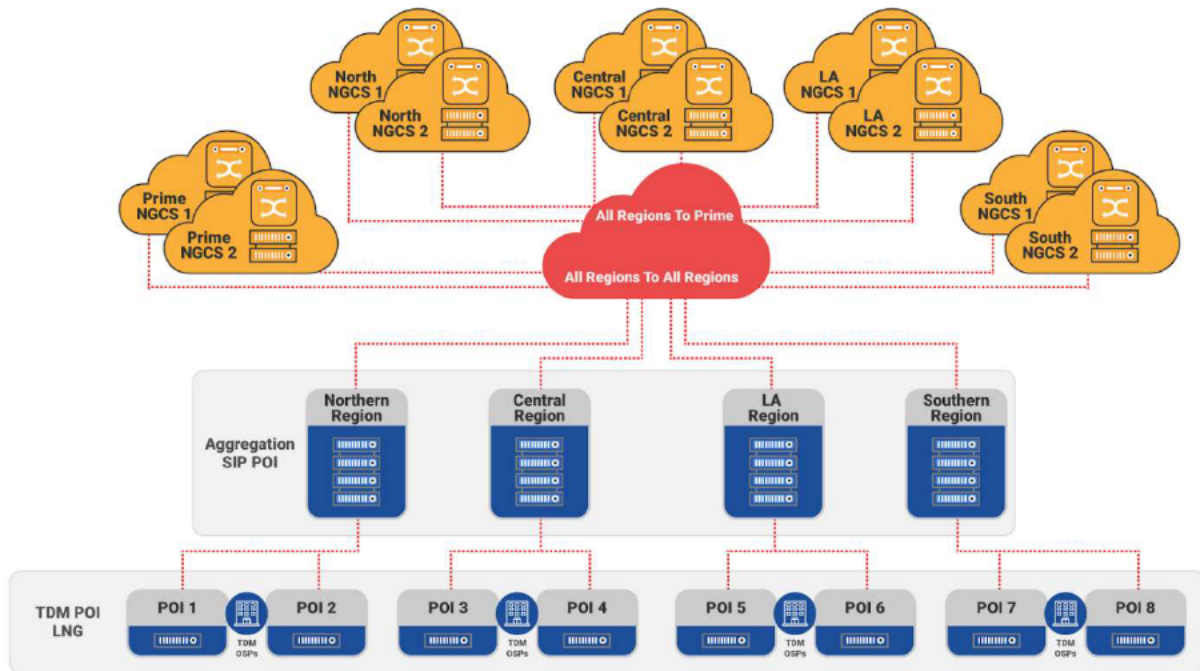 North
NGCS 1
North
NGCS 2
Central
NGCS 1
Central
NGCS 2
LA
NGCS 1
LA
NGCS 2
Prime
NGCS 1
Prime
NGCS 2
South
NGCS 1
South
NGCS 2
All Regions To Prime
All Regions To All Regions
Aggregation
SIP POI
Northern
Region
Central
Region
LA
Region
Southern
Region
TDM POI
LNG
POI 1
TDM
OSPs
POI 2
POI 3
TDM
OSPs
POI 4
POI 5
TDM
OSPs
POI 6
POI 7
TDM
OSPs
POI 8